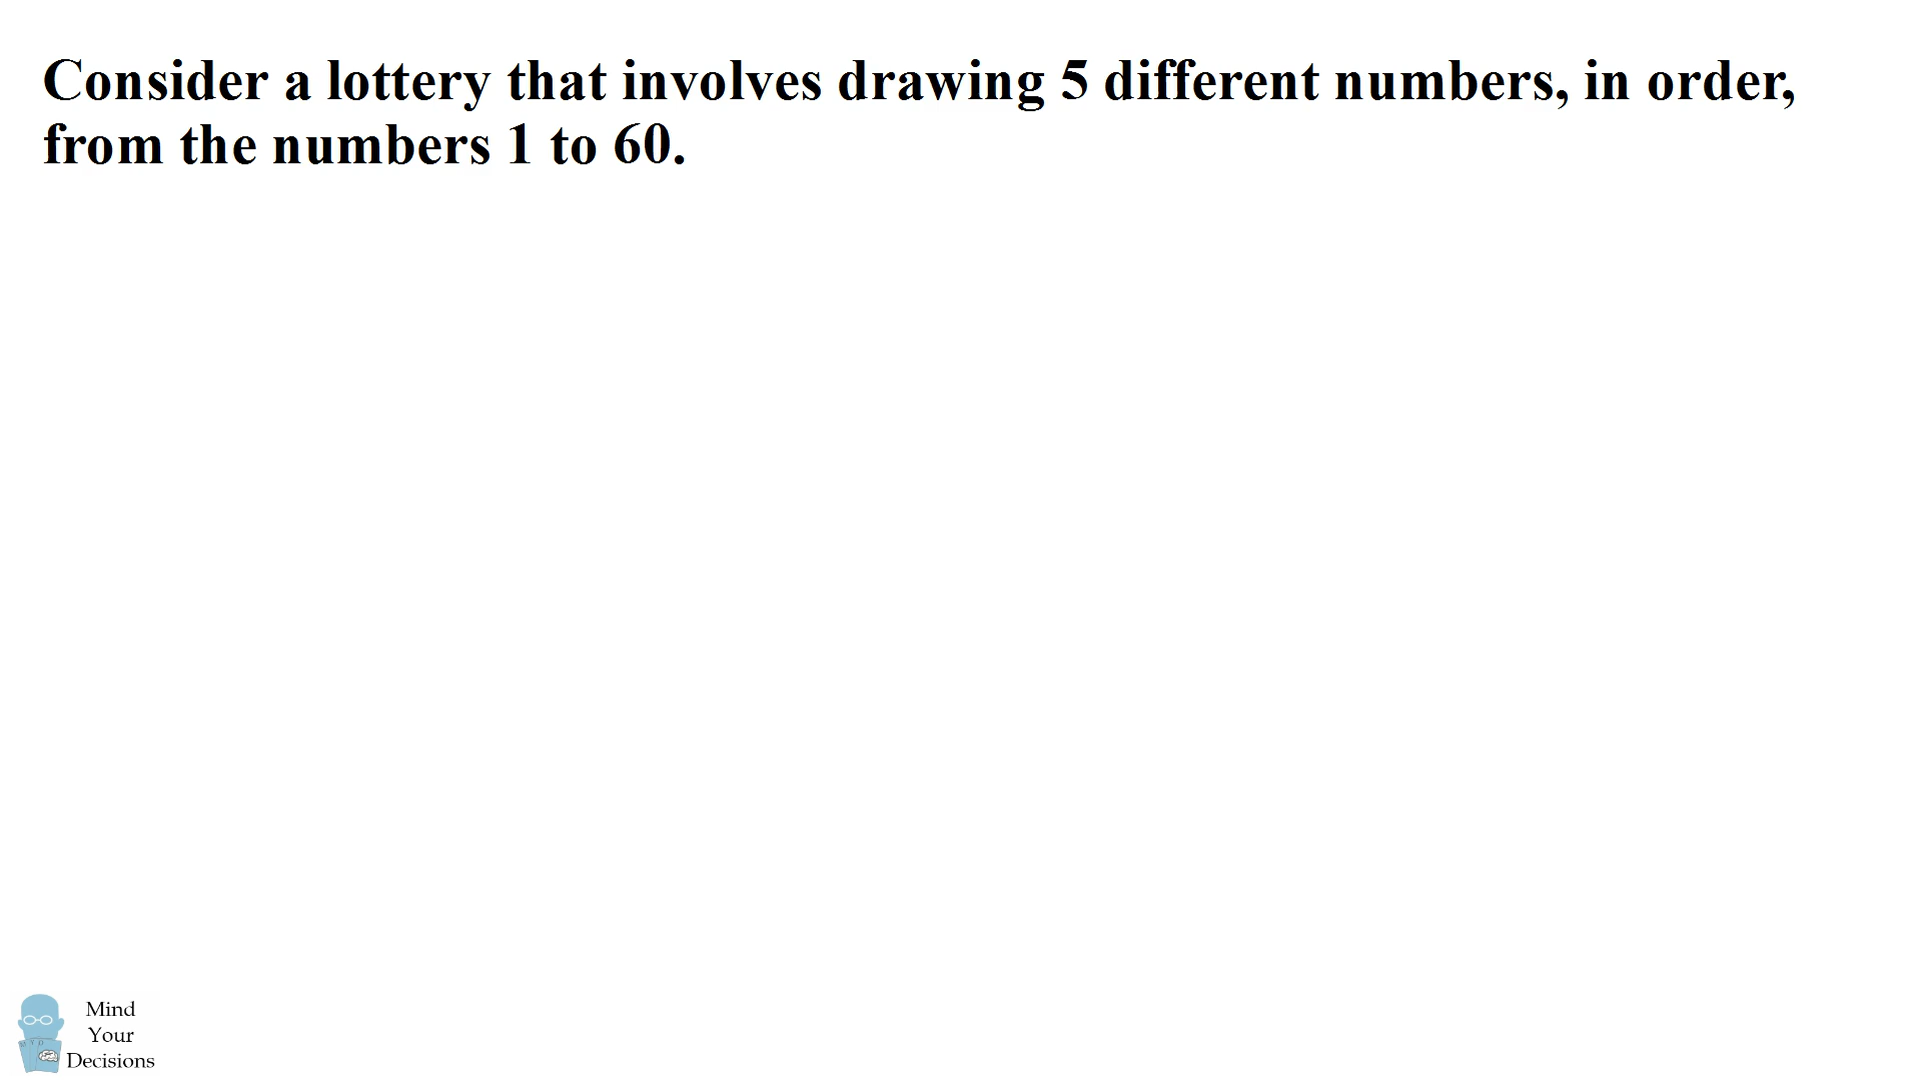 Consider a lottery that involves drawing 5 different numbers, in order,
from the numbers 1 to 60.
Mind
Your
Decisions